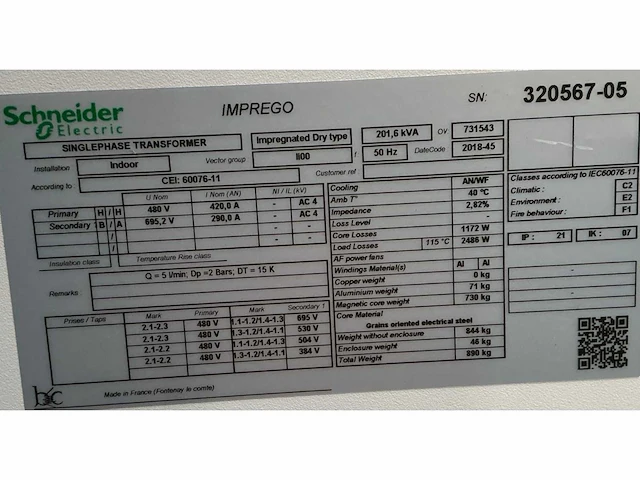 Schneider Electric
IMPREGO
SN: 320567-05
SINGLEPHASE TRANSFORMER Impregnated Dry type 201,6 kVA OV 731543
Installation Indoor Vector group Ii00 f 50 Hz DateCode 2018-45
According to CEI: 60076-11 Customer ref
U Nom I Nom (AN) NI / IL (kV)
Primary H / H 480 V 420,0 A - AC 4
Secondary B / A 695,2 V 290,0 A - AC 4
/ - -
/
Insulation class Temperature Rise class
Remarks Q = 5 l/min; Dp =2 Bars; DT = 15 K
Prises / Taps Mark Primary Mark Secondary 1
2.1-2.3 480 V 1.1-1.2/1.4-1.3 695 V
2.1-2.3 480 V 1.3-1.2/1.4-1.1 530 V
2.1-2.2 480 V 1.1-1.2/1.4-1.3 504 V
2.1-2.2 480 V 1.3-1.2/1.4-1.1 384 V
Made in France (Fontenay le comte)
Cooling AN/WF
Amb T° 40 °C
Impedance 2,82%
Loss Level -
Core Losses 1172 W
Load Losses 115 °C 2486 W
AF power fans
Windings Material(s) Al Al
Copper weight 0 kg
Aluminium weight 71 kg
Magnetic core weight 730 kg
Core Material
Grains oriented electrical steel
Weight without enclosure 844 kg
Enclosure weight 46 kg
Total Weight 890 kg
Classes according to IEC60076-11
Climatic : C2
Environment : E2
Fire behaviour : F1
IP : 21 IK : 07
-
-
-
-